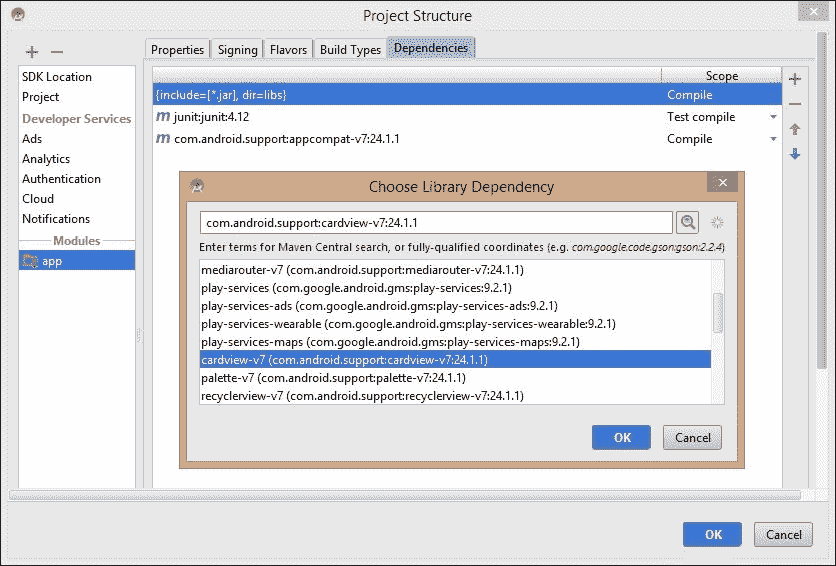 Project Structure
Properties Signing Flavors Build Types Dependencies
SDK Location
Project
Developer Services
Ads
Analytics
Authentication
Cloud
Notifications
Modules
app
Scope
{include=[*.jar], dir=libs} Compile
m junit:junit:4.12 Test compile
m com.android.support:appcompat-v7:24.1.1 Compile
Choose Library Dependency
com.android.support:cardview-v7:24.1.1
Enter terms for Maven Central search, or fully-qualified coordinates (e.g. com.google.code.gson:gson:2.2.4)
mediarouter-v7 (com.android.support:mediarouter-v7:24.1.1)
play-services (com.google.android.gms:play-services:9.2.1)
play-services-ads (com.google.android.gms:play-services-ads:9.2.1)
play-services-wearable (com.google.android.gms:play-services-wearable:9.2.1)
play-services-maps (com.google.android.gms:play-services-maps:9.2.1)
cardview-v7 (com.android.support:cardview-v7:24.1.1)
palette-v7 (com.android.support:palette-v7:24.1.1)
recyclerview-v7 (com.android.support:recyclerview-v7:24.1.1)
OK Cancel
OK Cancel